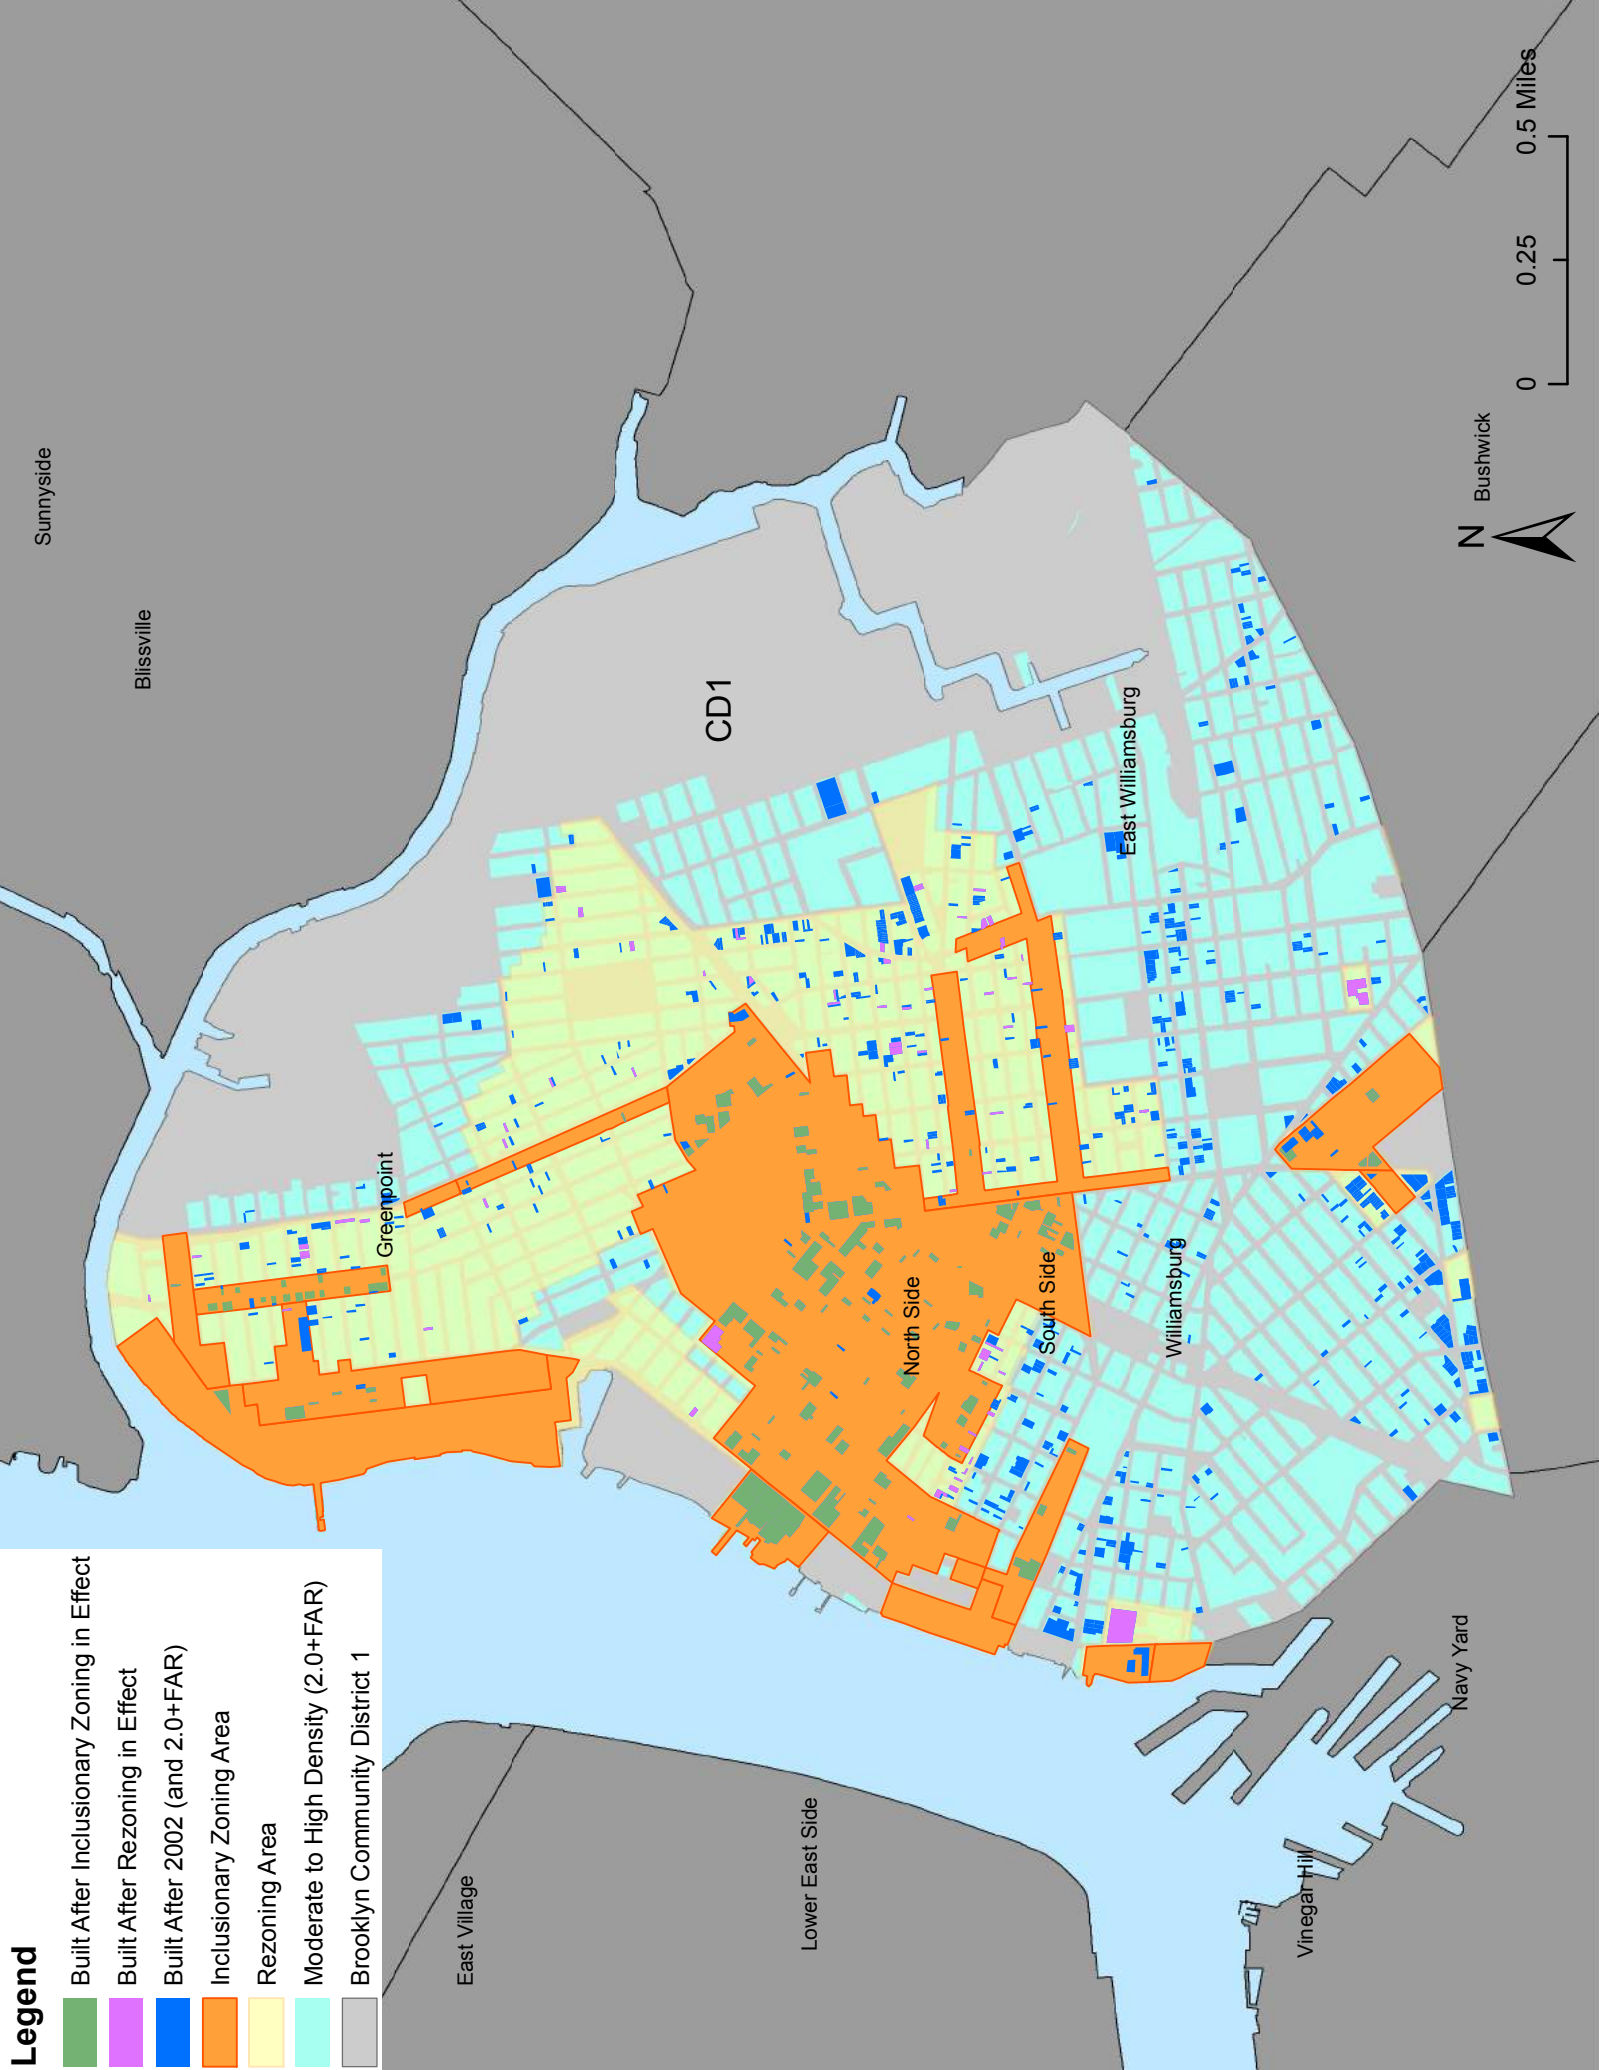 Legend
Built After Inclusionary Zoning in Effect
Built After Rezoning in Effect
Built After 2002 (and 2.0+FAR)
Inclusionary Zoning Area
Rezoning Area
Moderate to High Density (2.0+FAR)
Brooklyn Community District 1
Sunnyside
Blissville
CD1
Greenpoint
East Village
Lower East Side
North Side
South Side
East Williamsburg
Williamsburg
Vinegar Hill
Navy Yard
Bushwick
N
0 0.25 0.5 Miles